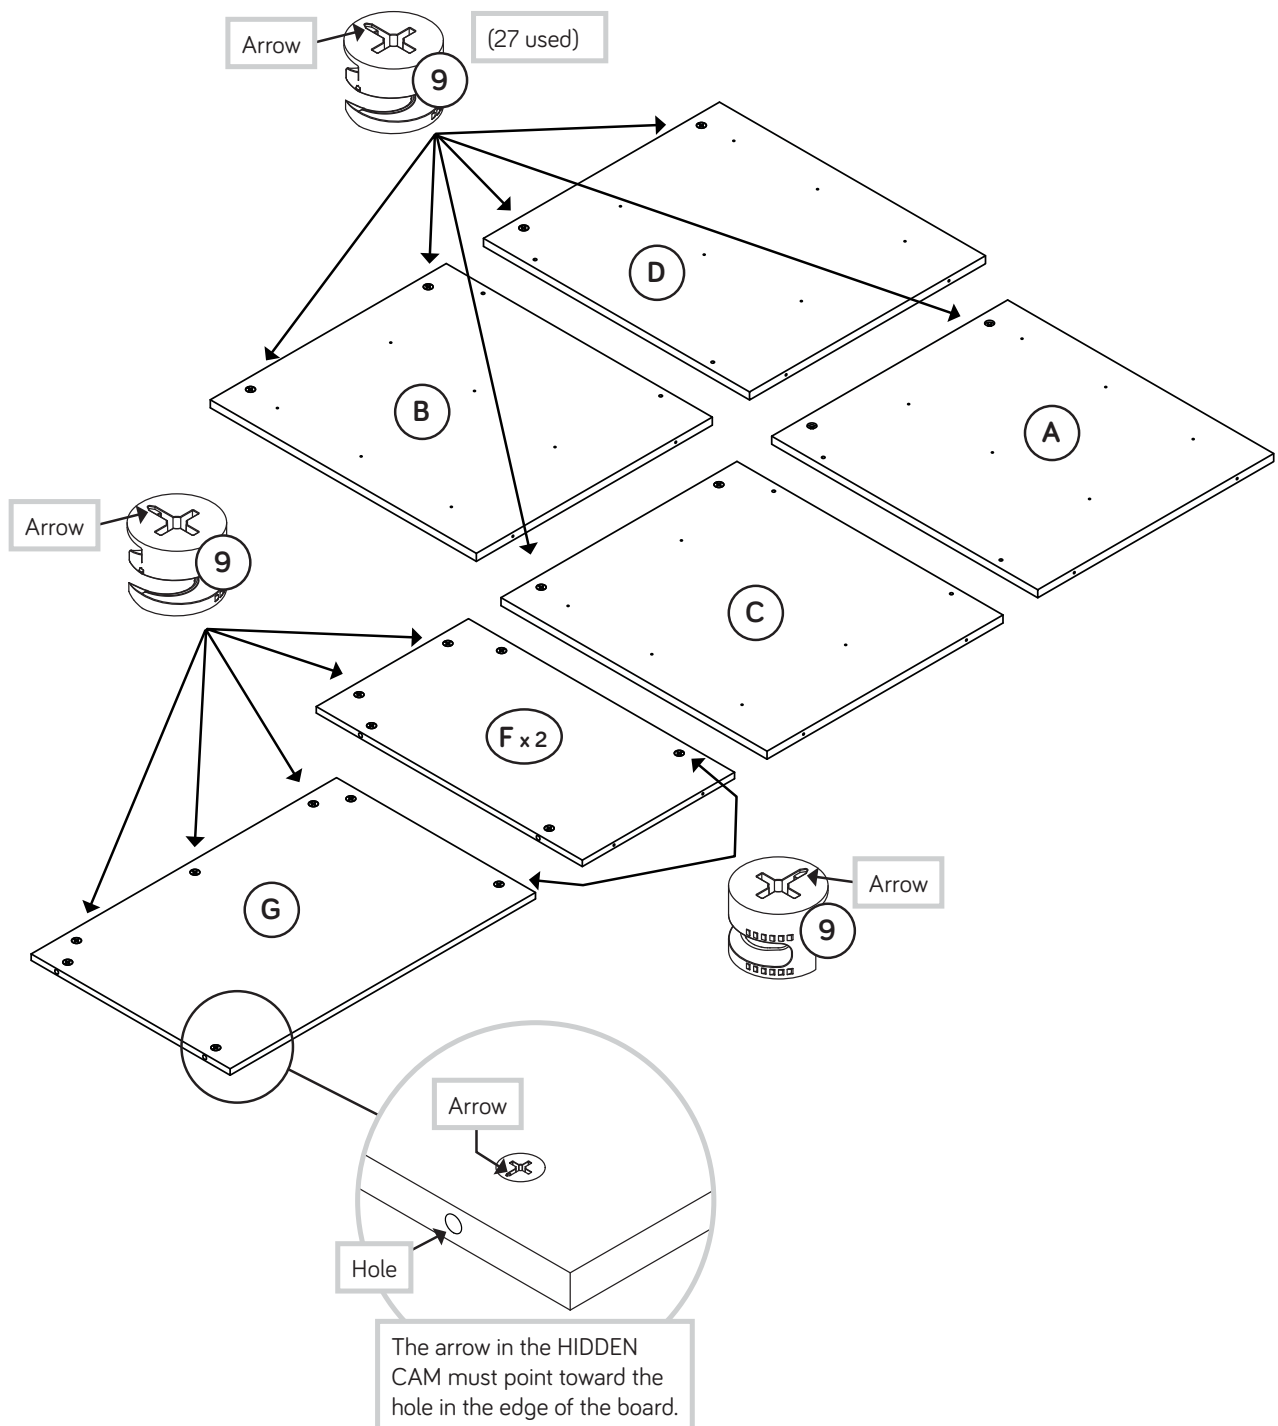 Arrow
(27 used)
9
D
B
A
Arrow
9
C
F x 2
G
Arrow
9
Arrow
Hole
The arrow in the HIDDEN
CAM must point toward the
hole in the edge of the board.